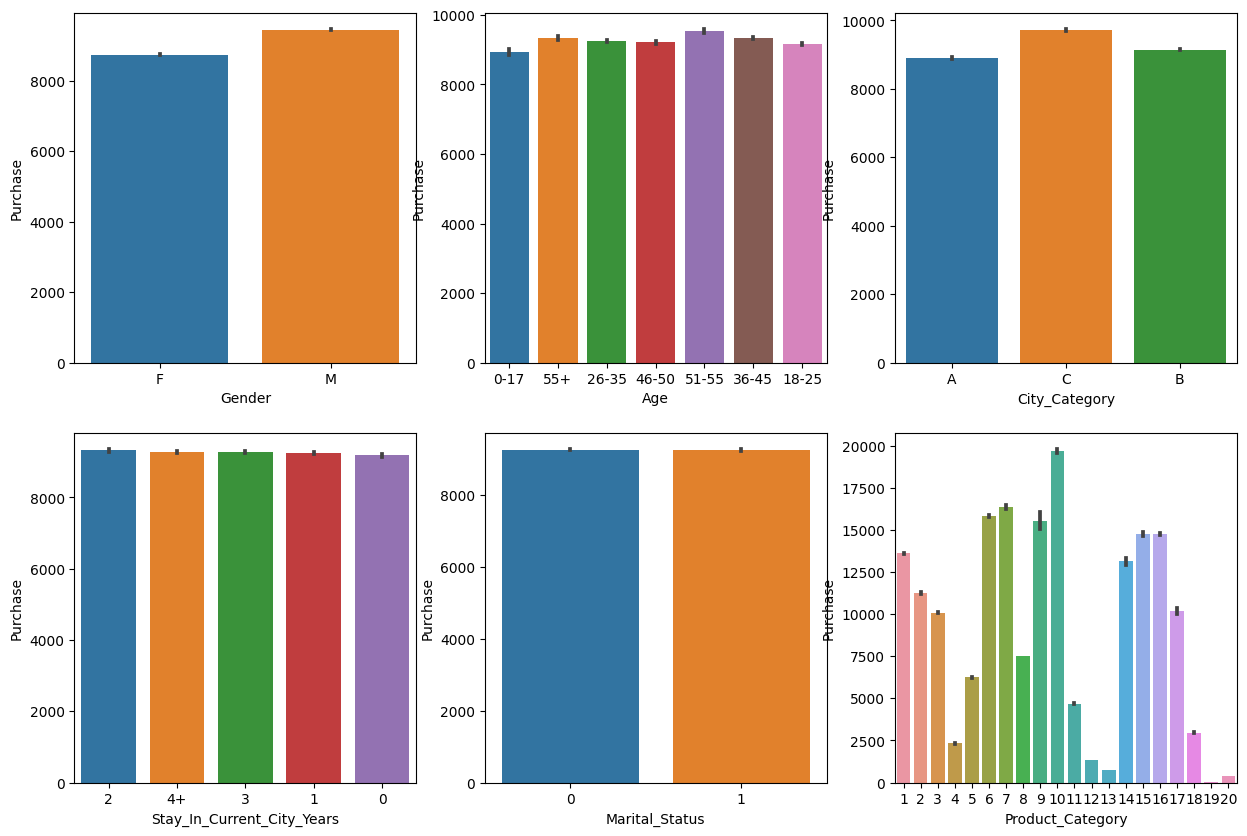 8000
6000
4000
2000
0
Purchase
F M
Gender
10000
8000
6000
4000
2000
0
Purchase
0-17 55+ 26-35 46-50 51-55 36-45 18-25
Age
10000
8000
6000
4000
2000
0
Purchase
A C B
City_Category
8000
6000
4000
2000
0
Purchase
2 4+ 3 1 0
Stay_In_Current_City_Years
8000
6000
4000
2000
0
Purchase
0 1
Marital_Status
20000
17500
15000
12500
10000
7500
5000
2500
0
Purchase
1 2 3 4 5 6 7 8 9 10 11 12 13 14 15 16 17 18 19 20
Product_Category